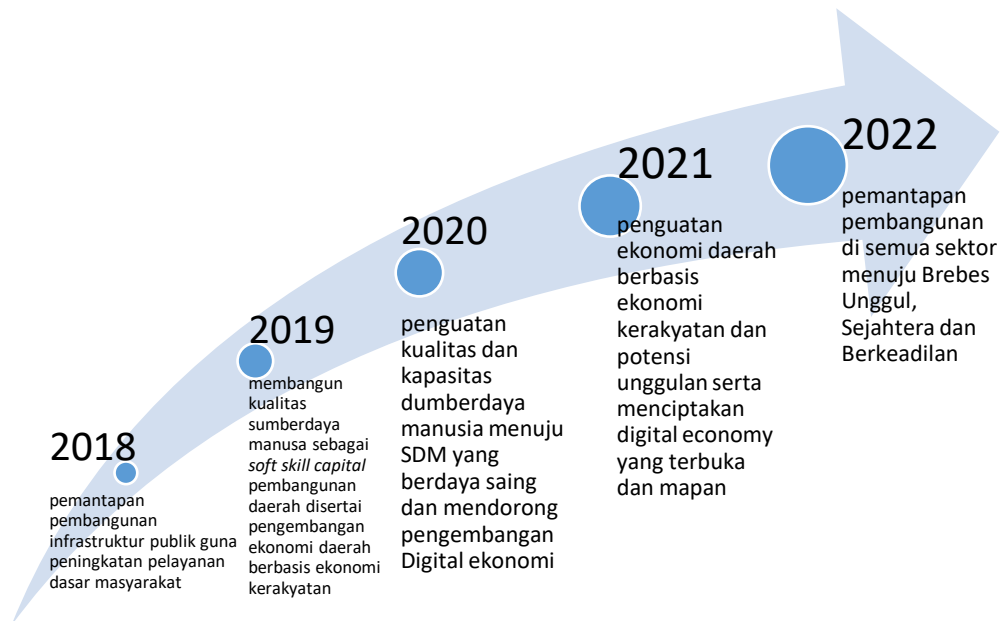 2018
pemantapan
pembangunan
infrastruktur publik guna
peningkatan pelayanan
dasar masyarakat
2019
membangun
kualitas
sumberdaya
manusa sebagai
soft skill capital
pembangunan
daerah disertai
pengembangan
ekonomi daerah
berbasis ekonomi
kerakyatan
2020
penguatan
kualitas dan
kapasitas
dumberdaya
manusia menuju
SDM yang
berdaya saing
dan mendorong
pengembangan
Digital ekonomi
2021
penguatan
ekonomi daerah
berbasis
ekonomi
kerakyatan dan
potensi
unggulan serta
menciptakan
digital economy
yang terbuka
dan mapan
2022
pemantapan
pembangunan
di semua sektor
menuju Brebes
Unggul,
Sejahtera dan
Berkeadilan